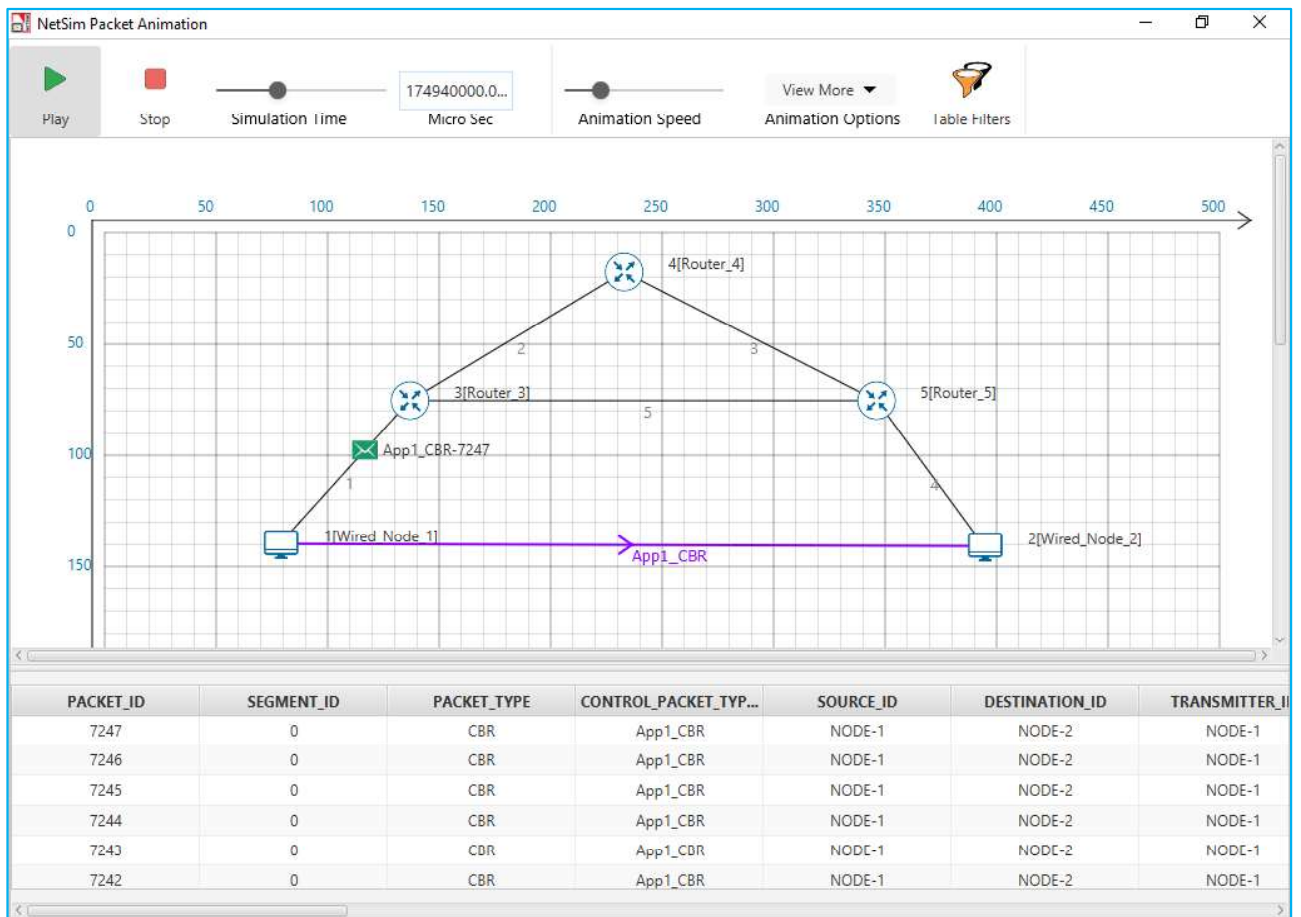 NetSim Packet Animation
174940000.0...
View More
Play Stop Simulation Time Micro Sec Animation Speed Animation Options Table Filters
0 50 100 150 200 250 300 350 400 450 500
0
4[Router_4]
50
2 3
3[Router_3] 5[Router_5]
5
100 App1_CBR-7247
1 4
1[Wired_Node_1] 2[Wired_Node_2]
App1_CBR
150
PACKET_ID SEGMENT_ID PACKET_TYPE CONTROL_PACKET_TYP... SOURCE_ID DESTINATION_ID TRANSMITTER_I
7247 0 CBR App1_CBR NODE-1 NODE-2 NODE-1
7246 0 CBR App1_CBR NODE-1 NODE-2 NODE-1
7245 0 CBR App1_CBR NODE-1 NODE-2 NODE-1
7244 0 CBR App1_CBR NODE-1 NODE-2 NODE-1
7243 0 CBR App1_CBR NODE-1 NODE-2 NODE-1
7242 0 CBR App1_CBR NODE-1 NODE-2 NODE-1